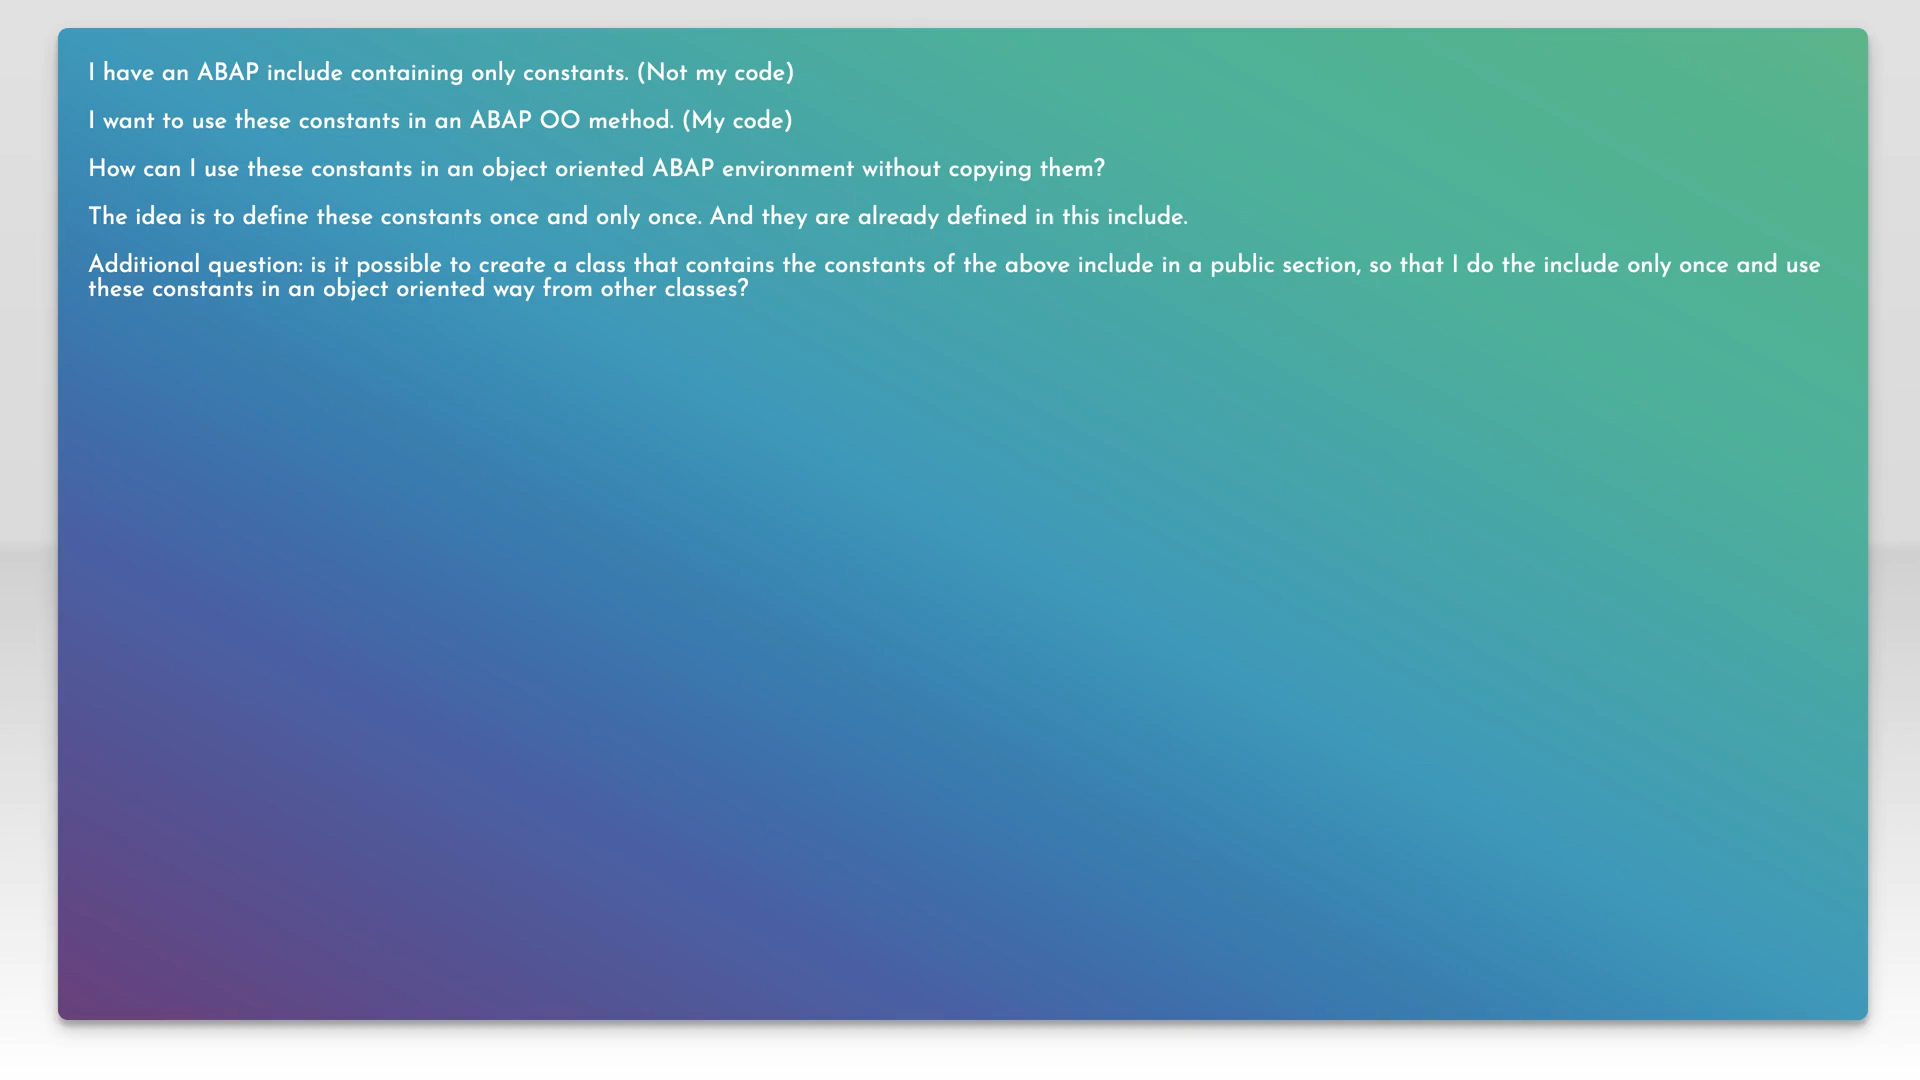 I have an ABAP include containing only constants. (Not my code)
I want to use these constants in an ABAP OO method. (My code)
How can I use these constants in an object oriented ABAP environment without copying them?
The idea is to define these constants once and only once. And they are already defined in this include.
Additional question: is it possible to create a class that contains the constants of the above include in a public section, so that I do the include only once and use
these constants in an object oriented way from other classes?